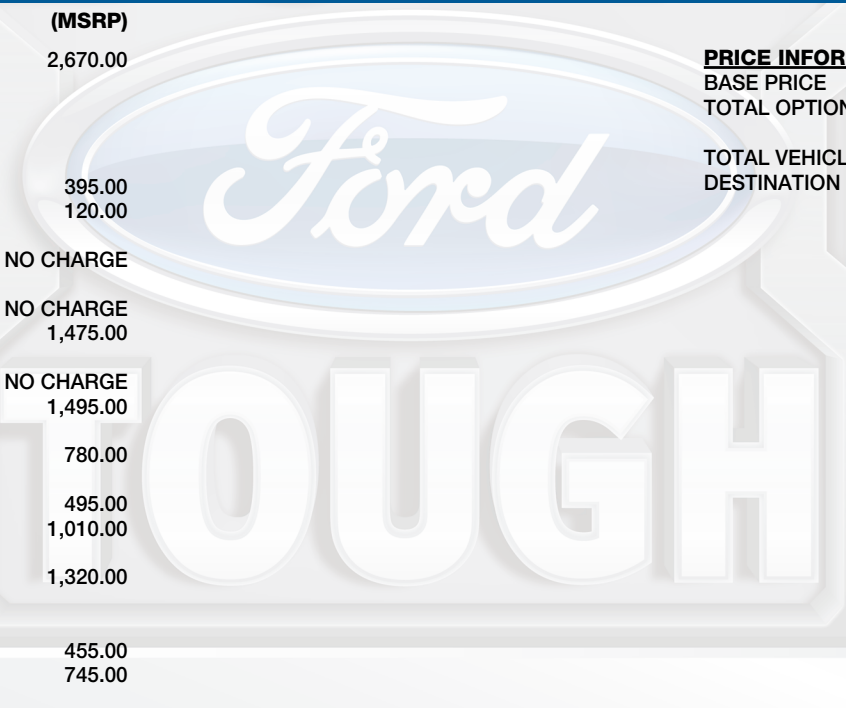 (MSRP)
2,670.00
395.00
120.00
NO CHARGE
NO CHARGE
1,475.00
NO CHARGE
1,495.00
780.00
495.00
1,010.00
1,320.00
455.00
745.00
PRICE INFOR
BASE PRICE
TOTAL OPTION
TOTAL VEHICL
DESTINATION
Ford
TOUGH